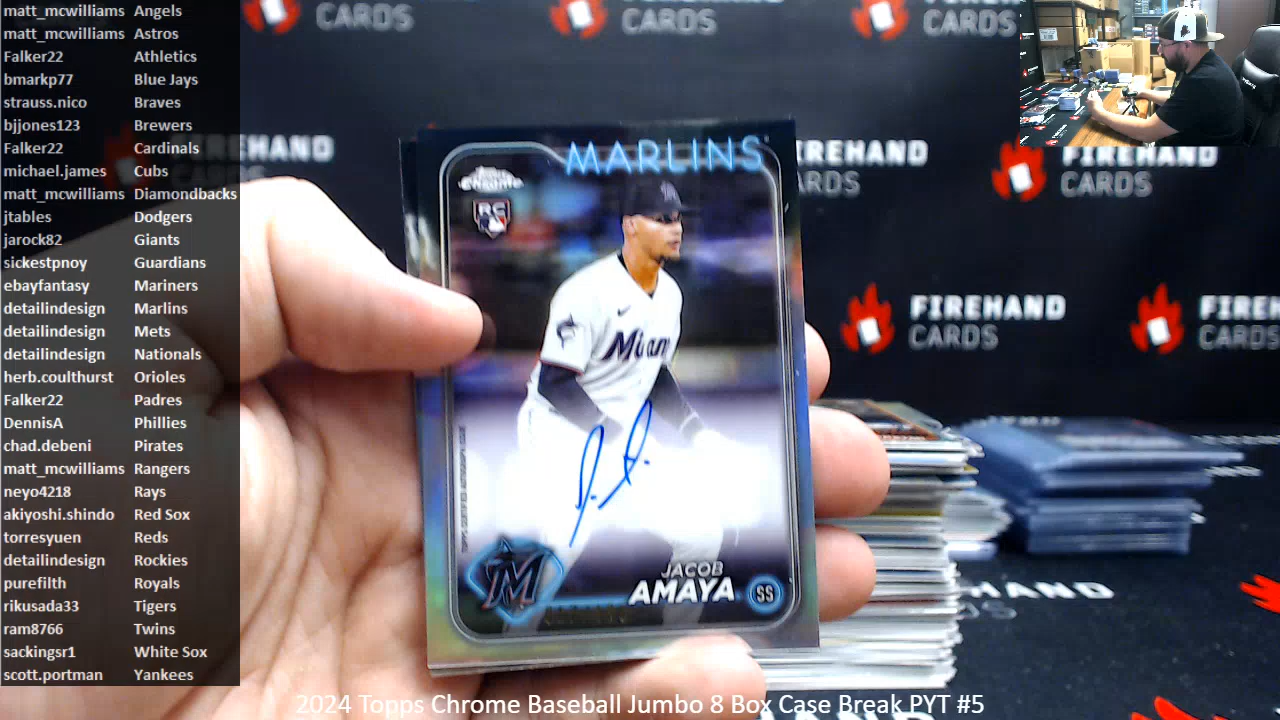 matt_mcwilliams Angels
matt_mcwilliams Astros
Falker22 Athletics
bmarkp77 Blue Jays
strauss.nico Braves
bjjones123 Brewers
Falker22 Cardinals
michael.james Cubs
matt_mcwilliams Diamondbacks
jtables Dodgers
jarock82 Giants
sickestpnoy Guardians
ebayfantasy Mariners
detailindesign Marlins
detailindesign Mets
detailindesign Nationals
herb.coulthurst Orioles
Falker22 Padres
DennisA Phillies
chad.debeni Pirates
matt_mcwilliams Rangers
neyo4218 Rays
akiyoshi.shindo Red Sox
torresyuen Reds
detailindesign Rockies
purefilth Royals
rikusada33 Tigers
ram8766 Twins
sackingsr1 White Sox
scott.portman Yankees
CARDS
CARDS
CARDS
FIREHAND
FIREHAND
CARDS
FIREHAND
CARDS
FIREHAND
CARDS
FIREHAND
CARDS
MARLINS
Topps
Chrome
RC
Miami
M
JACOB
AMAYA
SS
2024 Topps Chrome Baseball Jumbo 8 Box Case Break PYT #5